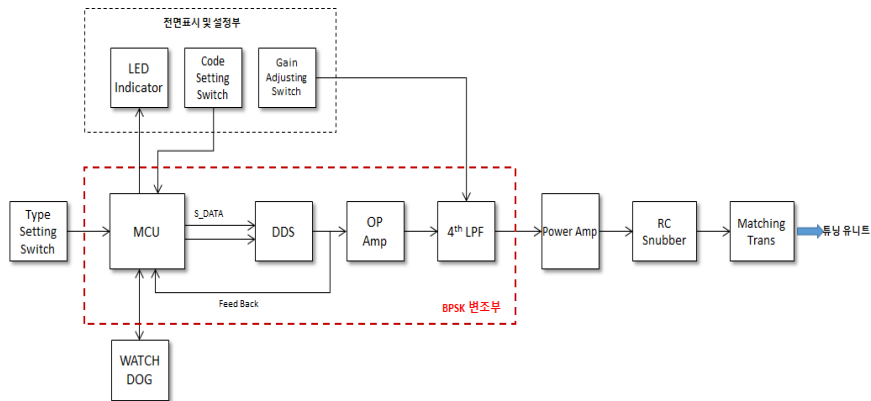 전면표시 및 설정부
LED
Indicator
Code
Setting
Switch
Gain
Adjusting
Switch
Type
Setting
Switch
MCU
S_DATA
DDS
OP
Amp
4th LPF
Power Amp
RC
Snubber
Matching
Trans
튜닝 유니트
Feed Back
BPSK 변조부
WATCH
DOG